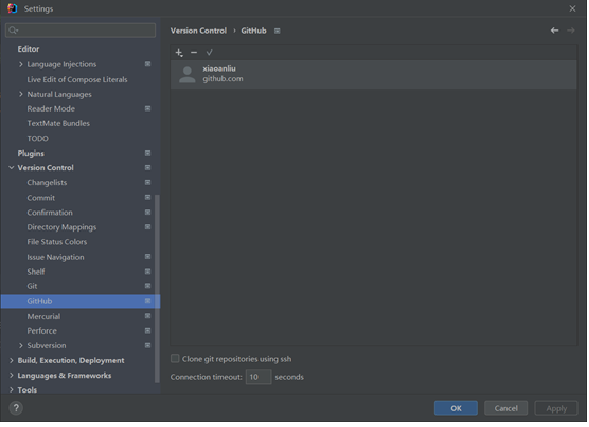 Settings
Version Control › GitHub
Editor
Language Injections
Live Edit of Compose Literals
Natural Languages
Reader Mode
TextMate Bundles
TODO
Plugins
Version Control
Changelists
Commit
Confirmation
Directory Mappings
File Status Colors
Issue Navigation
Shelf
Git
GitHub
Mercurial
Perforce
Subversion
Build, Execution, Deployment
Languages & Frameworks
Tools
github.com
Clone git repositories using ssh
Connection timeout: 10 seconds
?
OK
Cancel
Apply